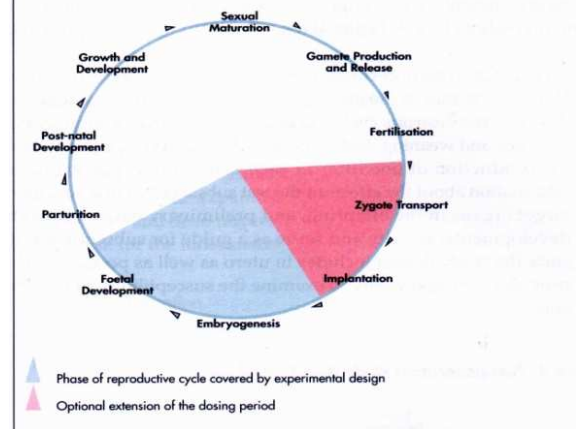 Sexual
Maturation
Gamete Production
and Release
Fertilisation
Zygote Transport
Implantation
Embryogenesis
Foetal
Development
Parturition
Post-natal
Development
Growth and
Development
Phase of reproductive cycle covered by experimental design
Optional extension of the dosing period